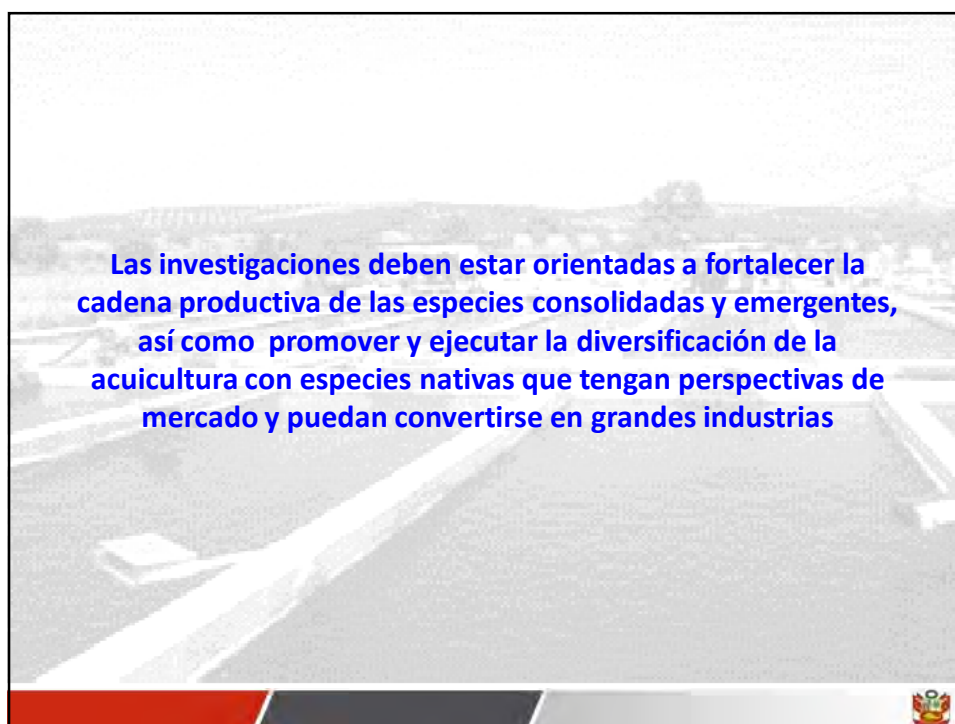 Las investigaciones deben estar orientadas a fortalecer la
cadena productiva de las especies consolidadas y emergentes,
así como  promover y ejecutar la diversificación de la
acuicultura con especies nativas que tengan perspectivas de
mercado y puedan convertirse en grandes industrias